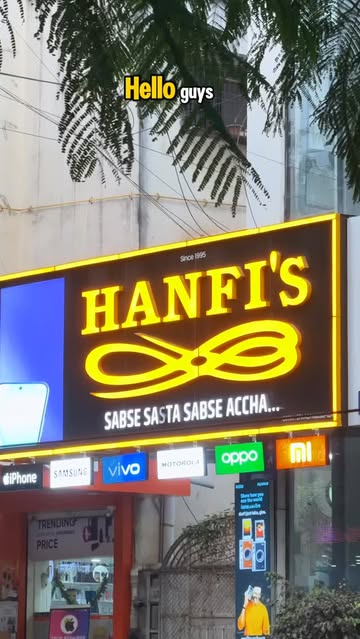 Hello guys
Since 1995
HANFI'S
SABSE SASTA SABSE ACCHA...
iPhone
SAMSUNG
vivo
MOTOROLA
oppo
mi
TRENDING
PRICE